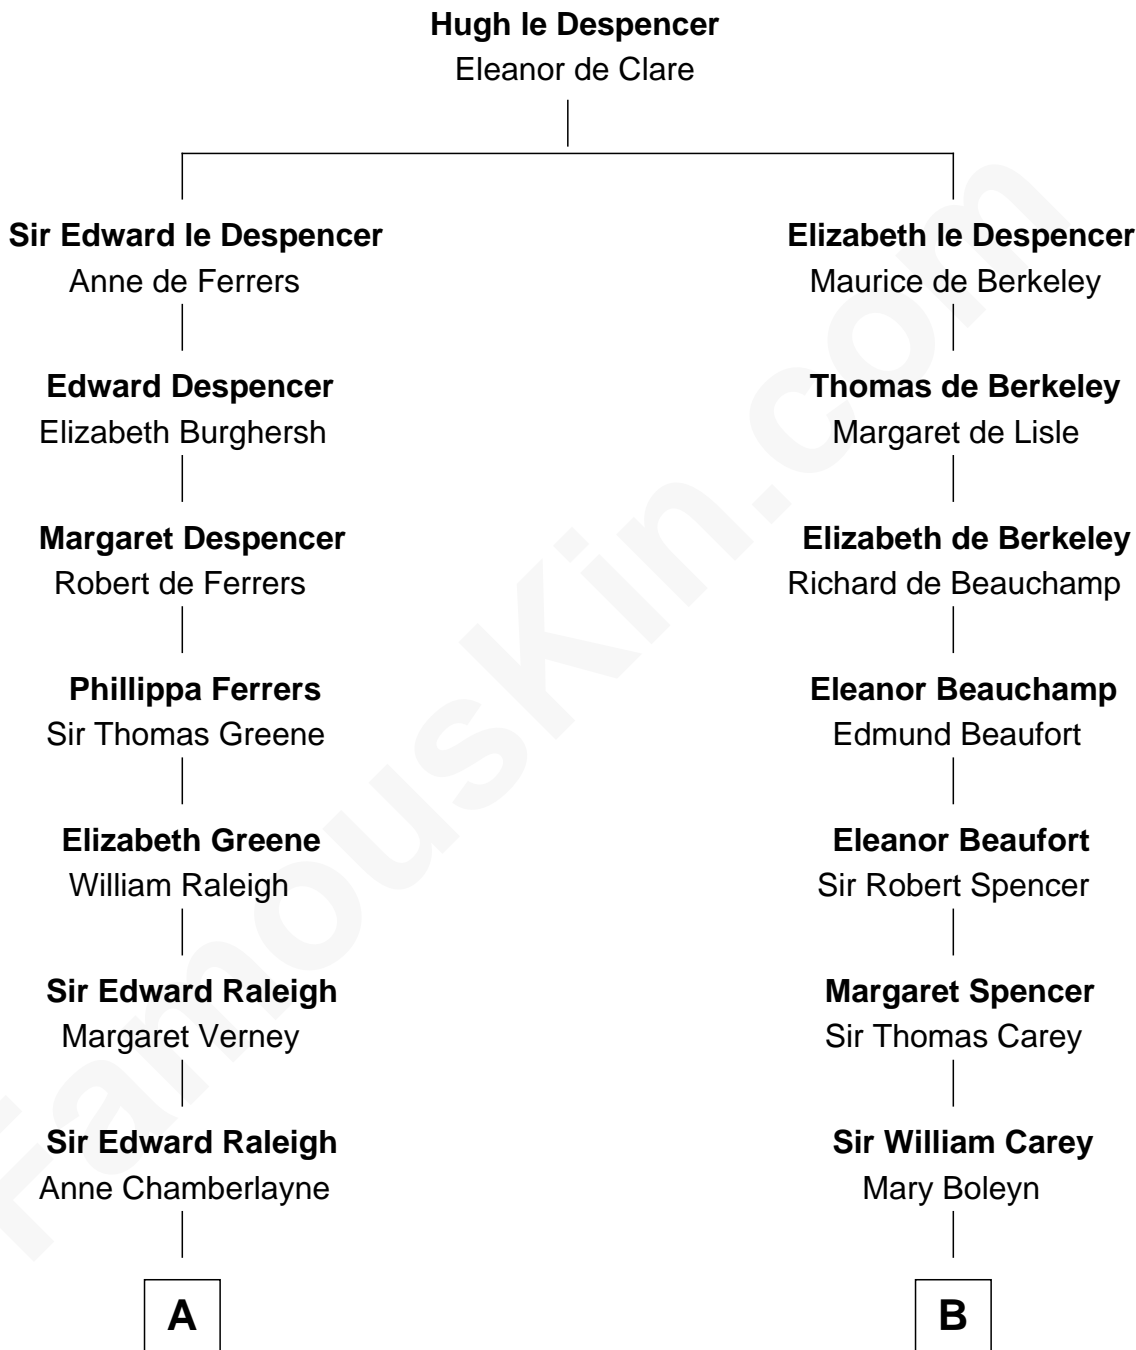 Hugh le Despencer
Eleanor de Clare
Sir Edward le Despencer
Anne de Ferrers
Elizabeth le Despencer
Maurice de Berkeley
Edward Despencer
Elizabeth Burghersh
Thomas de Berkeley
Margaret de Lisle
Margaret Despencer
Robert de Ferrers
Elizabeth de Berkeley
Richard de Beauchamp
Phillippa Ferrers
Sir Thomas Greene
Eleanor Beauchamp
Edmund Beaufort
Elizabeth Greene
William Raleigh
Eleanor Beaufort
Sir Robert Spencer
Sir Edward Raleigh
Margaret Verney
Margaret Spencer
Sir Thomas Carey
Sir Edward Raleigh
Anne Chamberlayne
Sir William Carey
Mary Boleyn
A
B
FamousKin.com